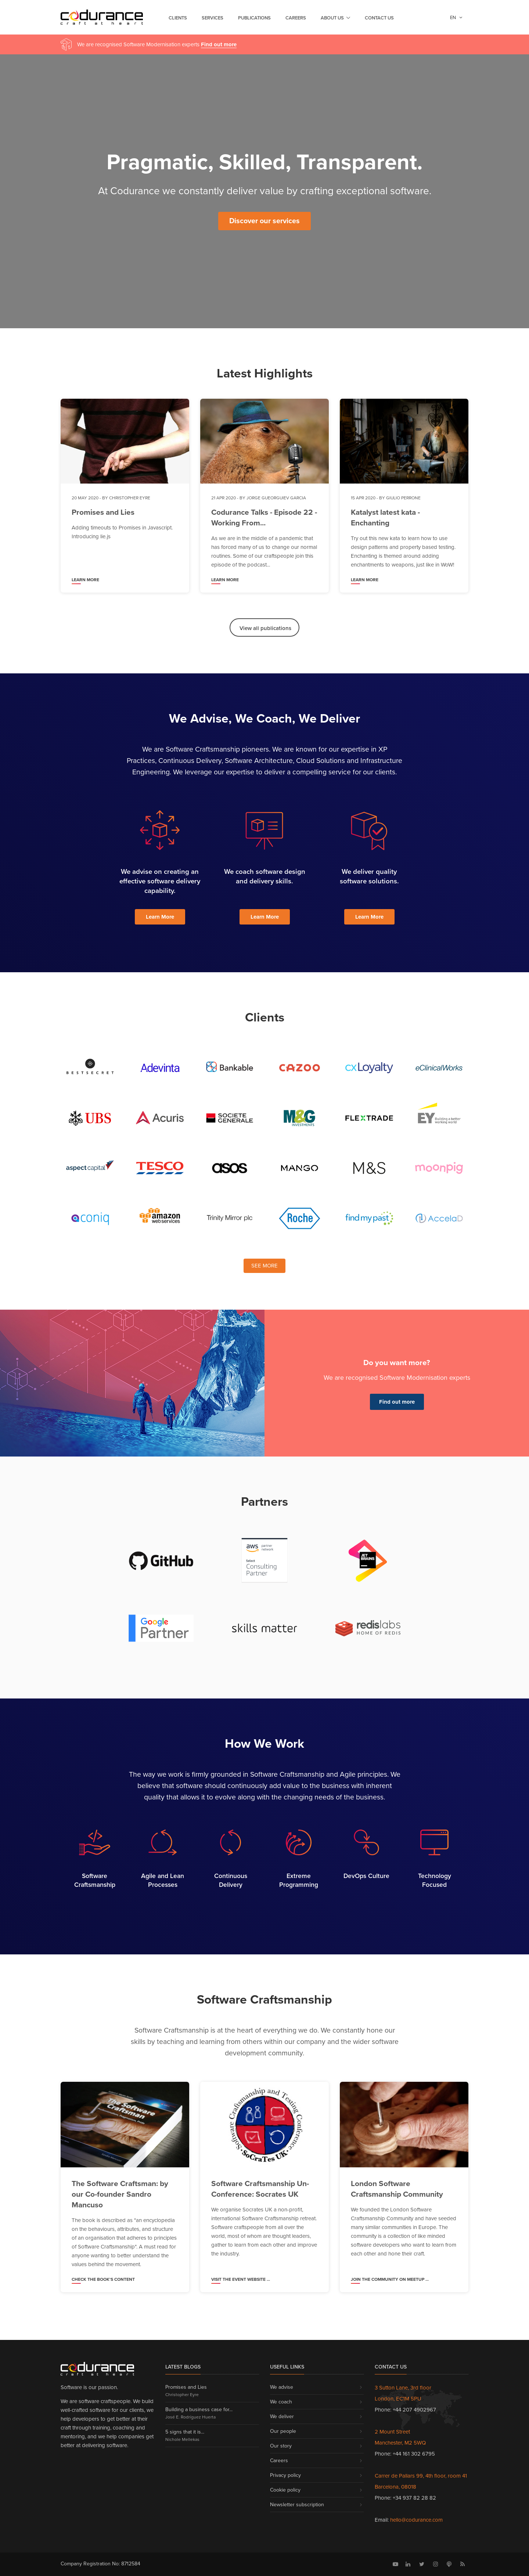 codurance
craft at heart
CLIENTS
SERVICES
PUBLICATIONS
CAREERS
ABOUT US
CONTACT US
EN
We are recognised Software Modernisation experts Find out more
Pragmatic, Skilled, Transparent.
At Codurance we constantly deliver value by crafting exceptional software.
Discover our services
Latest Highlights
20 MAY 2020 - BY CHRISTOPHER EYRE
Promises and Lies
Adding timeouts to Promises in Javascript.
Introducing lie.js
LEARN MORE
21 APR 2020 - BY JORGE GUEORGUIEV GARCIA
Codurance Talks - Episode 22 -
Working From...
As we are in the middle of a pandemic that
has forced many of us to change our normal
routines. Some of our craftspeople join this
episode of the podcast...
LEARN MORE
15 APR 2020 - BY GIULIO PERRONE
Katalyst latest kata -
Enchanting
Try out this new kata to learn how to use
design patterns and property based testing.
Enchanting is themed around adding
enchantments to weapons, just like in WoW!
LEARN MORE
View all publications
We Advise, We Coach, We Deliver
We are Software Craftsmanship pioneers. We are known for our expertise in XP
Practices, Continuous Delivery, Software Architecture, Cloud Solutions and Infrastructure
Engineering. We leverage our expertise to deliver a compelling service for our clients.
We advise on creating an
effective software delivery
capability.
Learn More
We coach software design
and delivery skills.
Learn More
We deliver quality
software solutions.
Learn More
Clients
BESTSECRET
Adevinta
Bankable
CAZOO
cxLoyalty
eClinicalWorks
UBS
Acuris
SOCIETE
GENERALE
M&G
INVESTMENTS
FLEXTRADE
EY
Building a better
working world
aspect capital
TESCO
asos
MANGO
M&S
moonpig
aconiq
amazon
webservices
Trinity Mirror plc
Roche
findmypast
AccelaD
SEE MORE
Do you want more?
We are recognised Software Modernisation experts
Find out more
Partners
GitHub
aws
partner
network
Select
Consulting
Partner
JET
BRAINS
Google
Partner
skills matter
redislabs
HOME OF REDIS
How We Work
The way we work is firmly grounded in Software Craftsmanship and Agile principles. We
believe that software should continuously add value to the business with inherent
quality that allows it to evolve along with the changing needs of the business.
Software
Craftsmanship
Agile and Lean
Processes
Continuous
Delivery
Extreme
Programming
DevOps Culture
Technology
Focused
Software Craftsmanship
Software Craftsmanship is at the heart of everything we do. We constantly hone our
skills by teaching and learning from others within our company and the wider software
development community.
The Software
Craftsman
The Software Craftsman: by
our Co-founder Sandro
Mancuso
The book is described as "an encyclopedia
on the behaviours, attributes, and structure
of an organisation that adheres to principles
of Software Craftsmanship". A must read for
anyone wanting to better understand the
values behind the movement.
CHECK THE BOOK'S CONTENT
Software Craftsmanship and Testing Conference
SoCraTes UK
Software Craftsmanship Un-
Conference: Socrates UK
We organise Socrates UK a non-profit,
international Software Craftsmanship retreat.
Software craftspeople from all over the
world, most of whom are thought leaders,
gather to learn from each other and improve
the industry.
VISIT THE EVENT WEBSITE ...
London Software
Craftsmanship Community
We founded the London Software
Craftsmanship Community and have seeded
many similar communities in Europe. The
community is a collection of like minded
software developers who want to learn from
each other and hone their craft.
JOIN THE COMMUNITY ON MEETUP ...
codurance
craft at heart
Software is our passion.
We are software craftspeople. We build
well-crafted software for our clients, we
help developers to get better at their
craft through training, coaching and
mentoring, and we help companies get
better at delivering software.
LATEST BLOGS
Promises and Lies
Christopher Eyre
Building a business case for...
José E. Rodríguez Huerta
5 signs that it is...
Michelle Mertessa
USEFUL LINKS
We advise
We coach
We deliver
Our people
Our story
Careers
Privacy policy
Cookie policy
Newsletter subscription
CONTACT US
3 Sutton Lane, 3rd floor
London, EC1M 5PU
Phone: +44 207 4902967
2 Mount Street
Manchester, M2 5WQ
Phone: +44 161 302 6795
Carrer de Pallars 99, 4th floor, room 41
Barcelona, 08018
Phone: +34 937 82 28 82
Email: hello@codurance.com
Company Registration No: 8712584